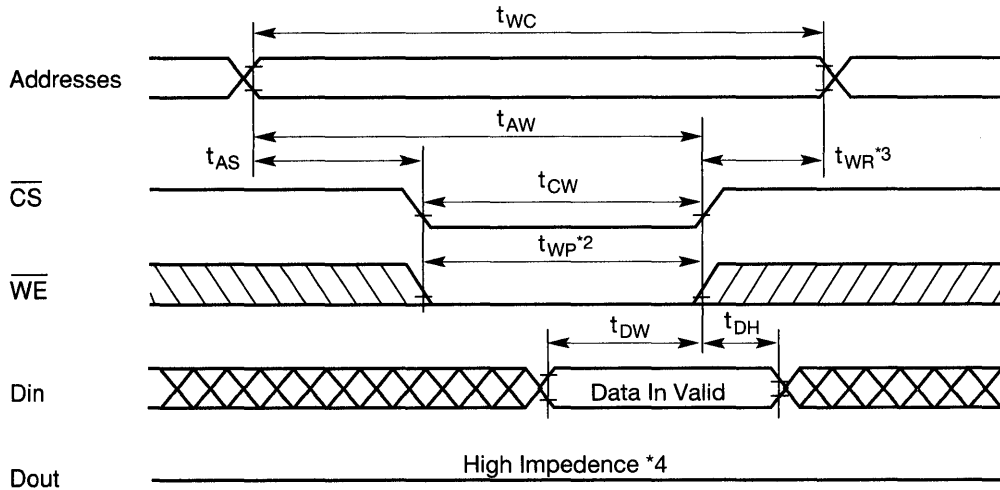 tWC
Addresses
tAW
tAS
tWR*3
CS
tCW
tWP*2
WE
tDW
tDH
Din
Data In Valid
High Impedence *4
Dout